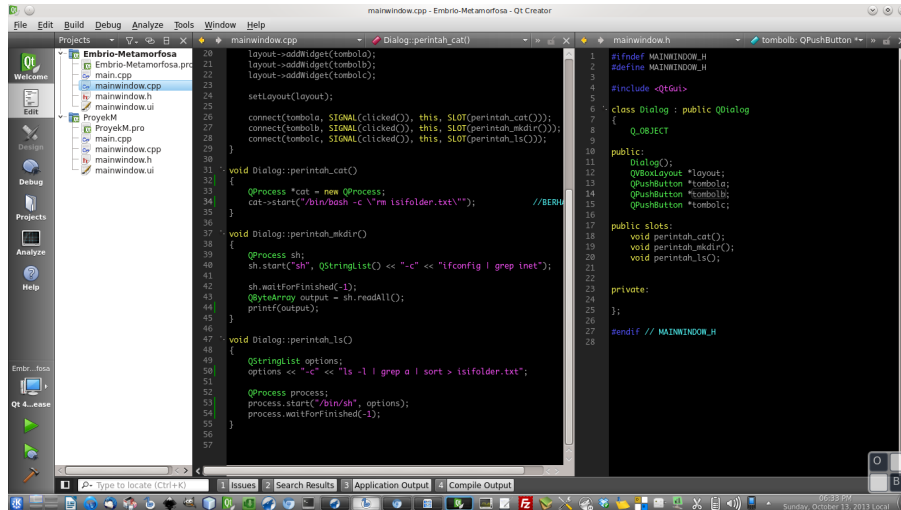 mainwindow.cpp - Embrio-Metamorfosa - Qt Creator
File Edit Build Debug Analyze Tools Window Help
Projects
mainwindow.cpp
Dialog::perintah_cat()
mainwindow.h
tombolb: QPushButton *
Welcome
Edit
Design
Debug
Projects
Analyze
Help
Embr...fosa
Qt 4...ease
Embrio-Metamorfosa
Embrio-Metamorfosa.pro
main.cpp
mainwindow.cpp
mainwindow.h
mainwindow.ui
ProyekM
ProyekM.pro
main.cpp
mainwindow.cpp
mainwindow.h
mainwindow.ui
20 layout->addWidget(tombola);
21 layout->addWidget(tombolb);
22 layout->addWidget(tombolc);
23
24 setLayout(layout);
25
26 connect(tombola, SIGNAL(clicked()), this, SLOT(perintah_cat()));
27 connect(tombolb, SIGNAL(clicked()), this, SLOT(perintah_mkdir()));
28 connect(tombolc, SIGNAL(clicked()), this, SLOT(perintah_ls()));
29 }
30
31 void Dialog::perintah_cat()
32 {
33 QProcess *cat = new QProcess;
34 cat->start("/bin/bash -c \"rm isifolder.txt\""); //BERHA
35 }
36
37 void Dialog::perintah_mkdir()
38 {
39 QProcess sh;
40 sh.start("sh", QStringList() << "-c" << "ifconfig | grep inet");
41
42 sh.waitForFinished(-1);
43 QByteArray output = sh.readAll();
44 printf(output);
45 }
46
47 void Dialog::perintah_ls()
48 {
49 QStringList options;
50 options << "-c" << "ls -l | grep a | sort > isifolder.txt";
51
52 QProcess process;
53 process.start("/bin/sh", options);
54 process.waitForFinished(-1);
55 }
56
57
1 #ifndef MAINWINDOW_H
2 #define MAINWINDOW_H
3
4 #include <QtGui>
5
6 class Dialog : public QDialog
7 {
8 Q_OBJECT
9
10 public:
11 Dialog();
12 QVBoxLayout *layout;
13 QPushButton *tombola;
14 QPushButton *tombolb;
15 QPushButton *tombolc;
16
17 public slots:
18 void perintah_cat();
19 void perintah_mkdir();
20 void perintah_ls();
21
22
23 private:
24
25 };
26
27 #endif // MAINWINDOW_H
28
Type to locate (Ctrl+K)
1 Issues 2 Search Results 3 Application Output 4 Compile Output
O
B
06:33 PM
Sunday, October 13, 2013 Local